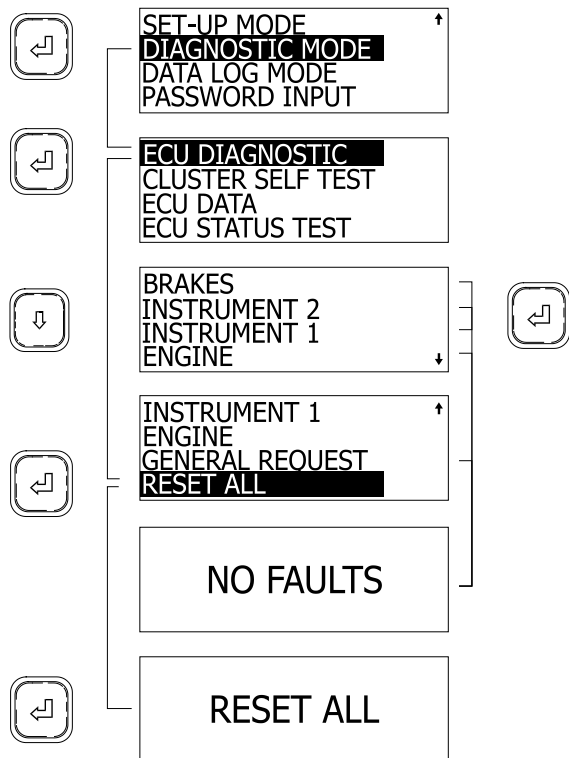 SET-UP MODE
DIAGNOSTIC MODE
DATA LOG MODE
PASSWORD INPUT
ECU DIAGNOSTIC
CLUSTER SELF TEST
ECU DATA
ECU STATUS TEST
BRAKES
INSTRUMENT 2
INSTRUMENT 1
ENGINE
INSTRUMENT 1
ENGINE
GENERAL REQUEST
RESET ALL
NO FAULTS
RESET ALL